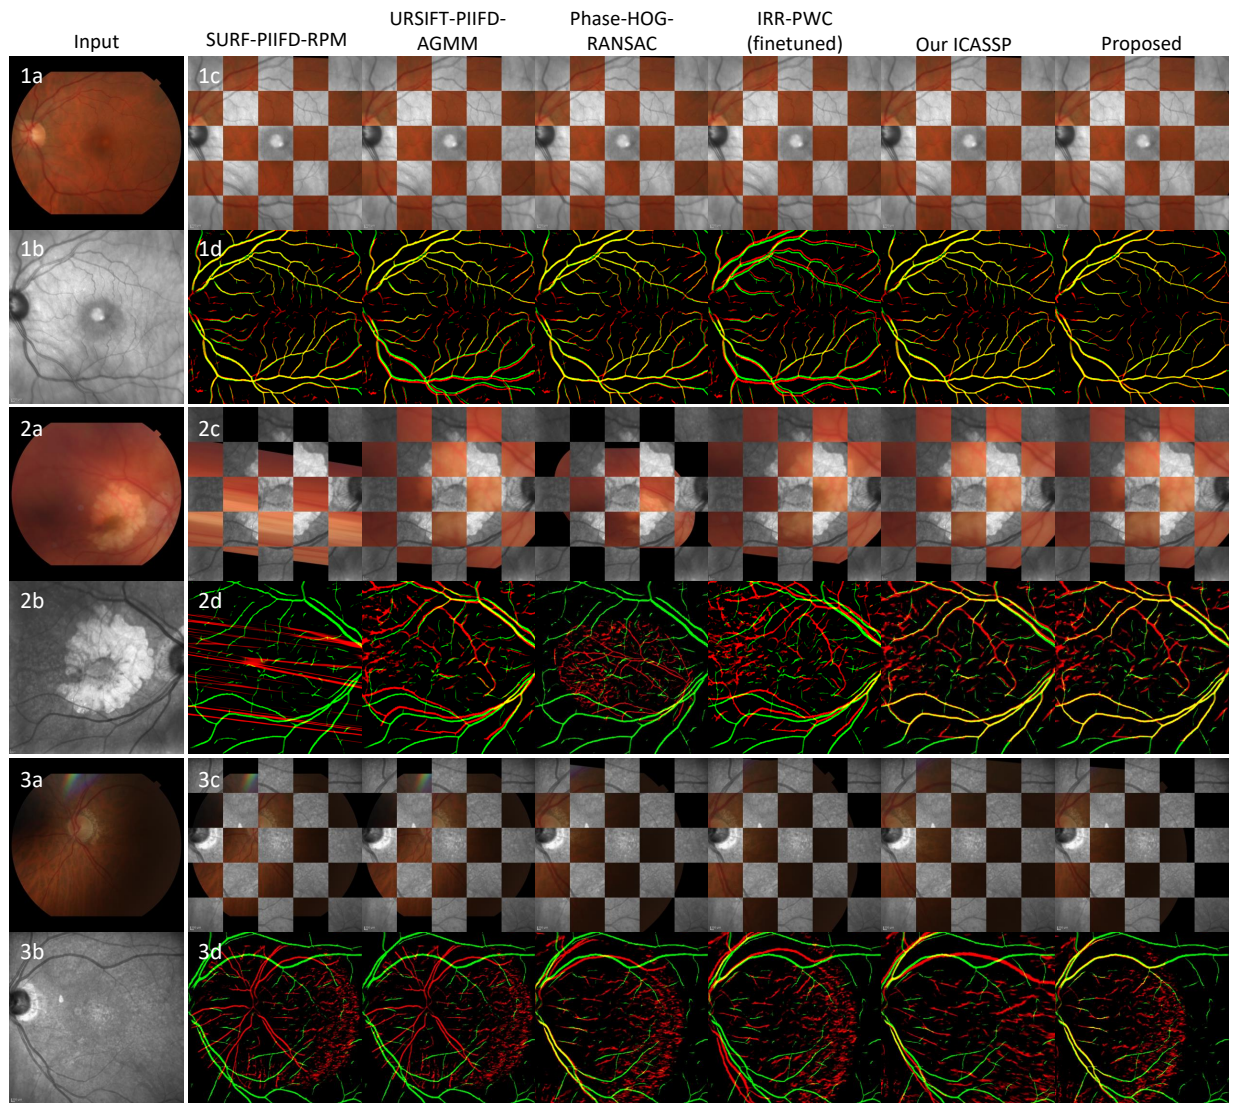 Input
SURF-PIIFD-RPM
URSIFT-PIIFD-
AGMM
Phase-HOG-
RANSAC
IRR-PWC
(finetuned)
Our ICASSP
Proposed
1a
1c
1b
1d
2a
2c
2b
2d
3a
3c
3b
3d